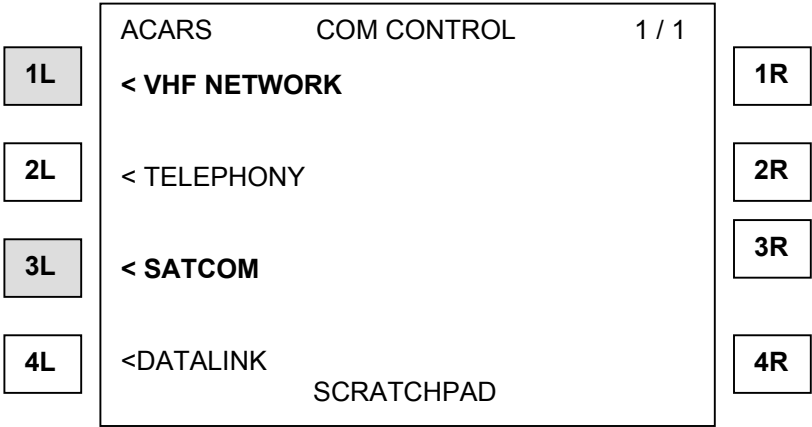 ACARS COM CONTROL 1 / 1
1L < VHF NETWORK 1R
2L < TELEPHONY 2R
3L < SATCOM 3R
4L <DATALINK 4R
SCRATCHPAD